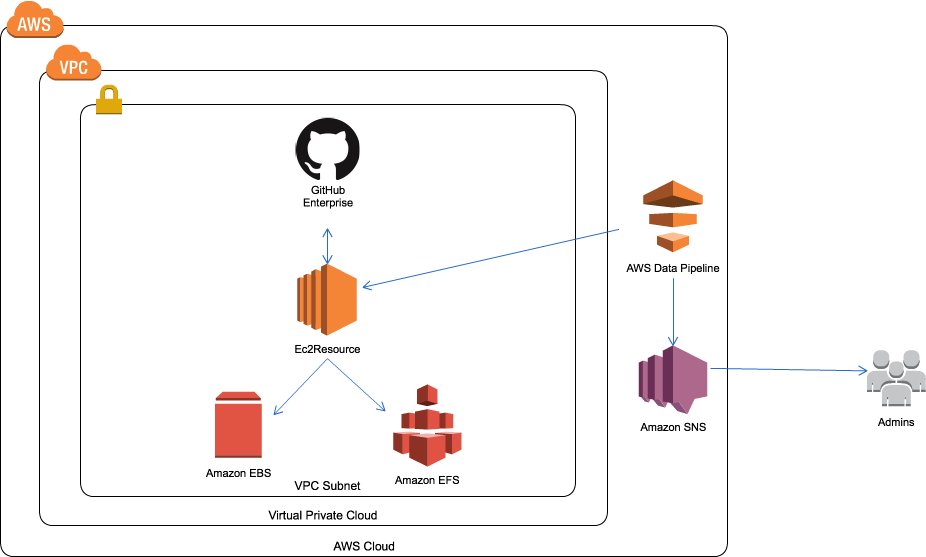 AWS
VPC
GitHub
Enterprise
AWS Data Pipeline
Ec2Resource
Amazon SNS
Admins
Amazon EBS
Amazon EFS
VPC Subnet
Virtual Private Cloud
AWS Cloud